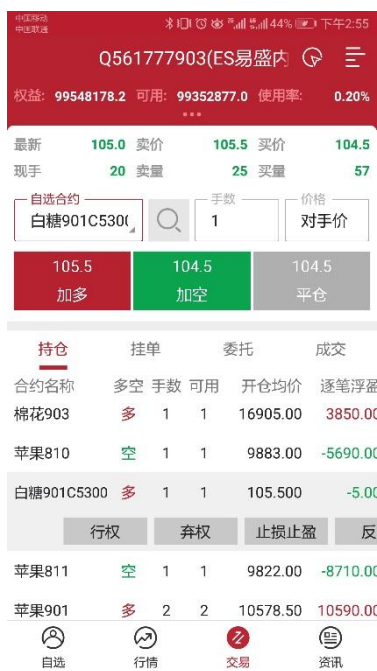 中国移动
中国联通
44% 下午2:55
Q561777903(ES易盛内
权益: 99548178.2 可用: 99352877.0 使用率: 0.20%
最新 105.0 卖价 105.5 买价 104.5
现手 20 卖量 25 买量 57
自选合约 手数 价格
白糖901C530( 1 对手价
105.5 104.5 104.5
加多 加空 平仓
持仓 挂单 委托 成交
合约名称 多空 手数 可用 开仓均价 逐笔浮盈
棉花903 多 1 1 16905.00 3850.00
苹果810 空 1 1 9883.00 -5690.00
白糖901C5300 多 1 1 105.500 -5.00
行权 弃权 止损止盈 反
苹果811 空 1 1 9822.00 -8710.00
苹果901 多 2 2 10578.50 10590.00
自选 行情 交易 资讯